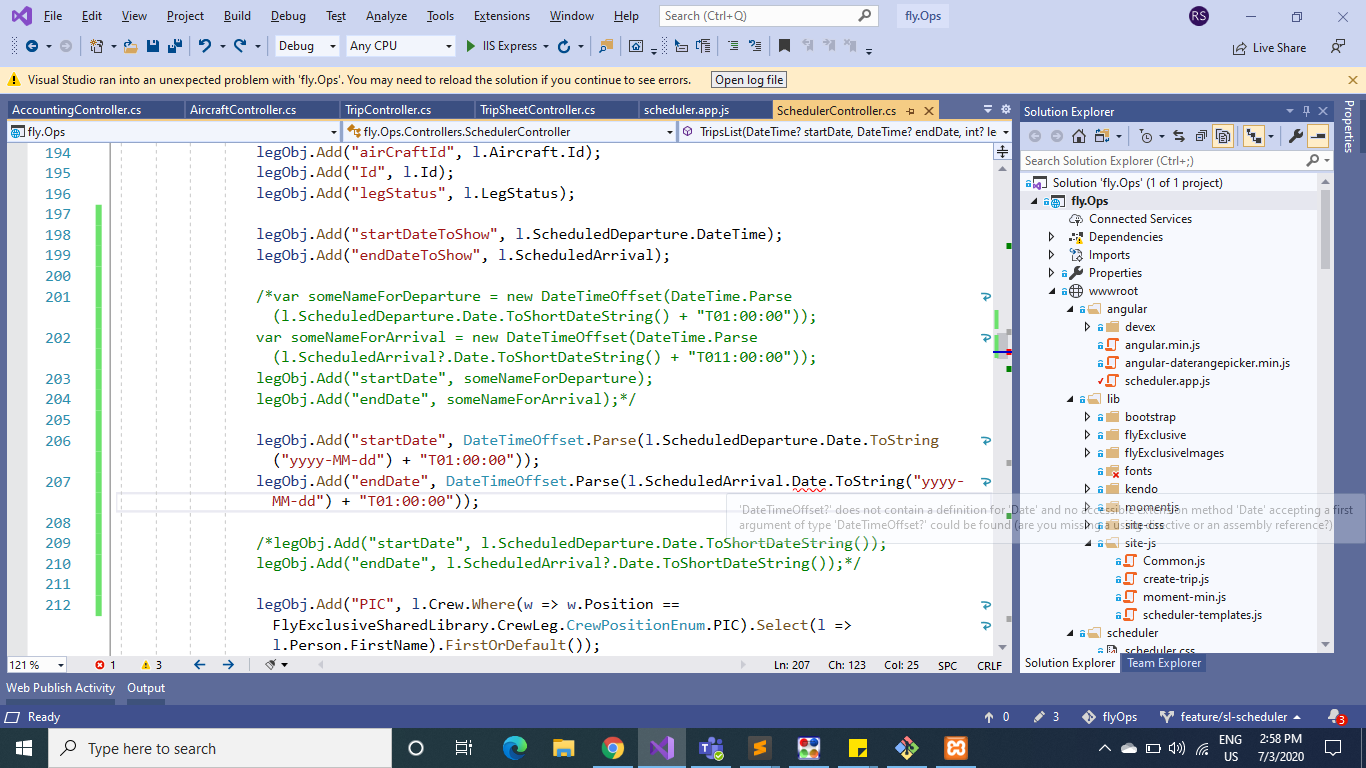 File Edit View Project Build Debug Test Analyze Tools Extensions Window Help Search (Ctrl+Q) fly.Ops RS
Debug Any CPU IIS Express Live Share
Visual Studio ran into an unexpected problem with 'fly.Ops'. You may need to reload the solution if you continue to see errors. Open log file
AccountingController.cs AircraftController.cs TripController.cs TripSheetController.cs scheduler.app.js SchedulerController.cs
fly.Ops fly.Ops.Controllers.SchedulerController TripsList(DateTime? startDate, DateTime? endDate, int? le
194 legObj.Add("airCraftId", l.Aircraft.Id);
195 legObj.Add("Id", l.Id);
196 legObj.Add("legStatus", l.LegStatus);
197
198 legObj.Add("startDateToShow", l.ScheduledDeparture.DateTime);
199 legObj.Add("endDateToShow", l.ScheduledArrival);
200
201 /*var someNameForDeparture = new DateTimeOffset(DateTime.Parse
(l.ScheduledDeparture.Date.ToShortDateString() + "T01:00:00"));
202 var someNameForArrival = new DateTimeOffset(DateTime.Parse
(l.ScheduledArrival?.Date.ToShortDateString() + "T011:00:00"));
203 legObj.Add("startDate", someNameForDeparture);
204 legObj.Add("endDate", someNameForArrival);*/
205
206 legObj.Add("startDate", DateTimeOffset.Parse(l.ScheduledDeparture.Date.ToString
("yyyy-MM-dd") + "T01:00:00"));
207 legObj.Add("endDate", DateTimeOffset.Parse(l.ScheduledArrival.Date.ToString("yyyy-
MM-dd") + "T01:00:00"));
'DateTimeOffset?' does not contain a definition for 'Date' and no accessible extension method 'Date' accepting a first
argument of type 'DateTimeOffset?' could be found (are you missing a using directive or an assembly reference?)
208
209 /*legObj.Add("startDate", l.ScheduledDeparture.Date.ToShortDateString());
210 legObj.Add("endDate", l.ScheduledArrival?.Date.ToShortDateString());*/
211
212 legObj.Add("PIC", l.Crew.Where(w => w.Position ==
FlyExclusiveSharedLibrary.CrewLeg.CrewPositionEnum.PIC).Select(l =>
l.Person.FirstName).FirstOrDefault());
121 % 1 3 Ln: 207 Ch: 123 Col: 25 SPC CRLF
Solution Explorer
Search Solution Explorer (Ctrl+;)
Solution 'fly.Ops' (1 of 1 project)
fly.Ops
Connected Services
Dependencies
Imports
Properties
wwwroot
angular
devex
angular.min.js
angular-daterangepicker.min.js
scheduler.app.js
lib
bootstrap
flyExclusive
flyExclusiveImages
fonts
kendo
momentjs
site-css
site-js
Common.js
create-trip.js
moment-min.js
scheduler-templates.js
scheduler
scheduler.css
Solution Explorer Team Explorer
Properties
Web Publish Activity Output
Ready 0 3 flyOps feature/sl-scheduler 3
Type here to search
ENG
US
2:58 PM
7/3/2020